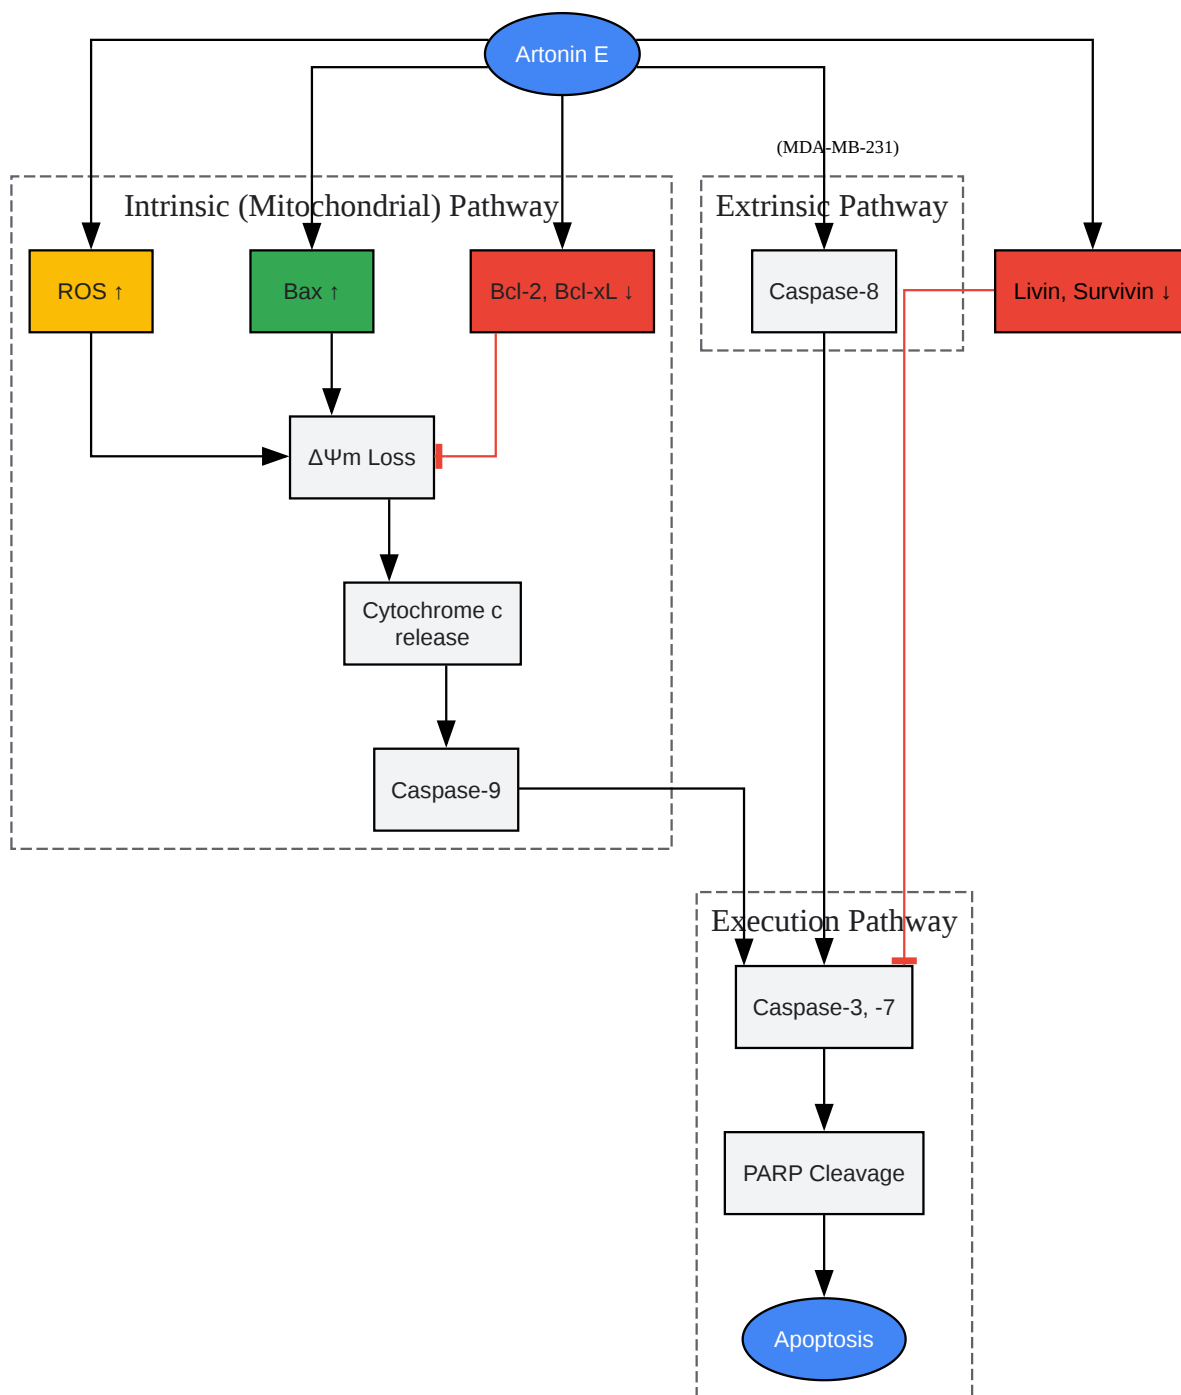 Artonin E
(MDA-MB-231)
Intrinsic (Mitochondrial) Pathway
Extrinsic Pathway
ROS ↑
Bax ↑
Bcl-2, Bcl-xL ↓
Caspase-8
Livin, Survivin ↓
ΔΨm Loss
Cytochrome c
release
Caspase-9
Execution Pathway
Caspase-3, -7
PARP Cleavage
Apoptosis